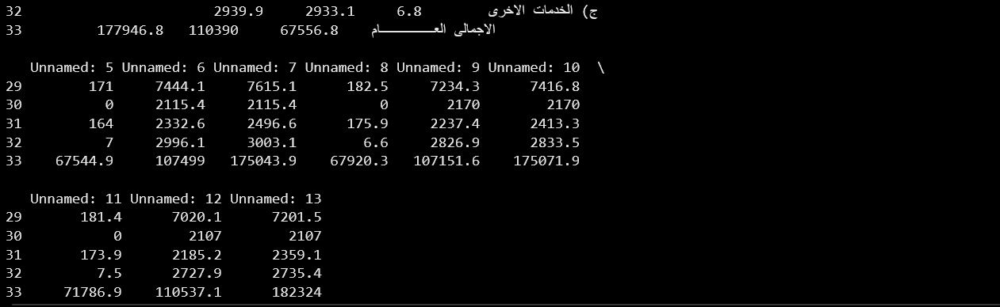 32 2939.9 2933.1 6.8 ج) الخدمات الاخرى
33 177946.8 110390 67556.8 الاجمالى العـــــــــام
Unnamed: 5 Unnamed: 6 Unnamed: 7 Unnamed: 8 Unnamed: 9 Unnamed: 10 \
29 171 7444.1 7615.1 182.5 7234.3 7416.8
30 0 2115.4 2115.4 0 2170 2170
31 164 2332.6 2496.6 175.9 2237.4 2413.3
32 7 2996.1 3003.1 6.6 2826.9 2833.5
33 67544.9 107499 175043.9 67920.3 107151.6 175071.9
Unnamed: 11 Unnamed: 12 Unnamed: 13
29 181.4 7020.1 7201.5
30 0 2107 2107
31 173.9 2185.2 2359.1
32 7.5 2727.9 2735.4
33 71786.9 110537.1 182324